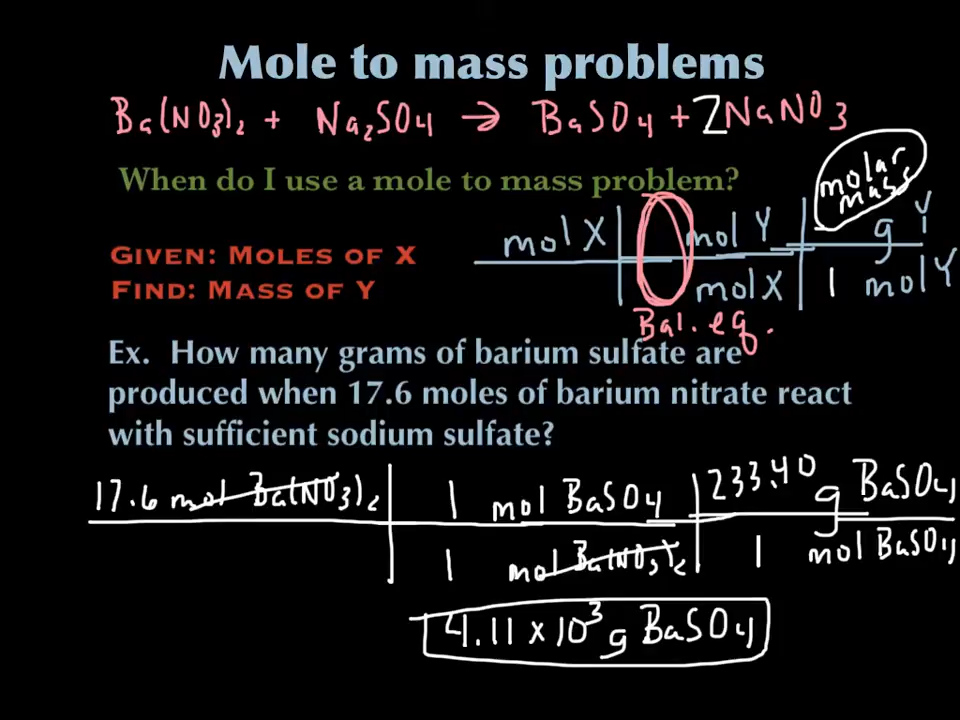 Mole to mass problems
Ba(NO3)2 + Na2SO4 → BaSO4 + 2NaNO3
When do I use a mole to mass problem?
molar
mass
mol X | mol Y | g Y
GIVEN: MOLES OF X
mol X | 1 mol Y
FIND: MASS OF Y
Bal. eq.
Ex. How many grams of barium sulfate are
produced when 17.6 moles of barium nitrate react
with sufficient sodium sulfate?
17.6 mol Ba(NO3)2 | 1 mol BaSO4 | 233.40 g BaSO4
1 mol Ba(NO3)2 | 1 mol BaSO4
4.11 x 10³ g BaSO4